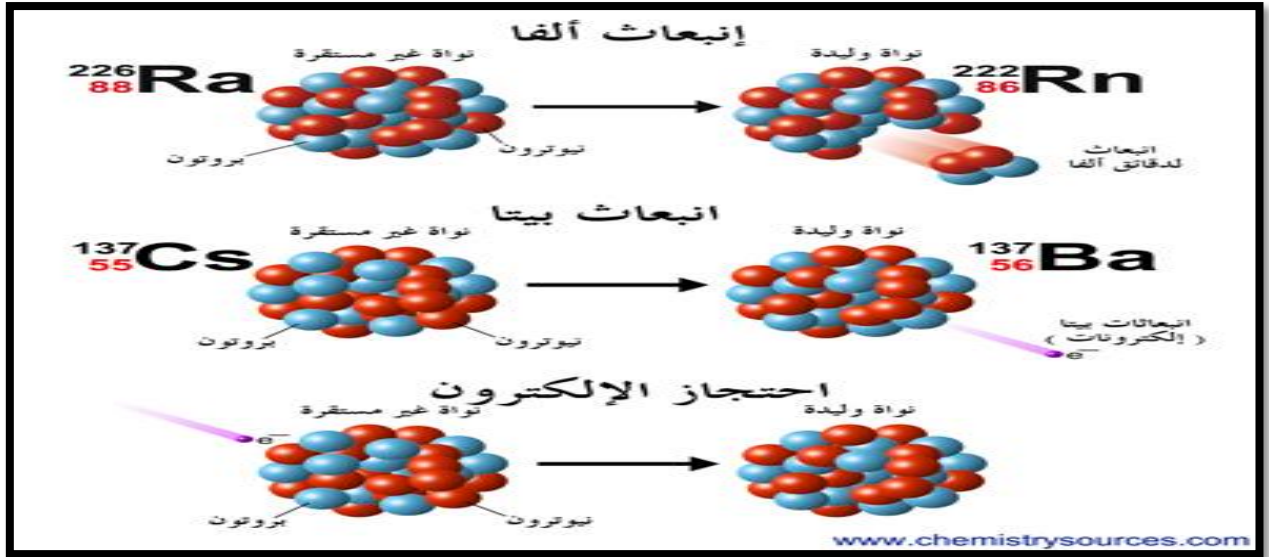 إنبعاث ألفا
نواة غير مستقرة
نواة وليدة
226
88
Ra
222
86
Rn
بروتون
نيوترون
انبعاث
لدقائق ألفا
انبعاث بيتا
نواة غير مستقرة
نواة وليدة
137
55
Cs
137
56
Ba
بروتون
نيوترون
انبعاثات بيتا
( إلكترونات )
e−
احتجاز الإلكترون
نواة غير مستقرة
نواة وليدة
e−
بروتون
نيوترون
www.chemistrysources.com